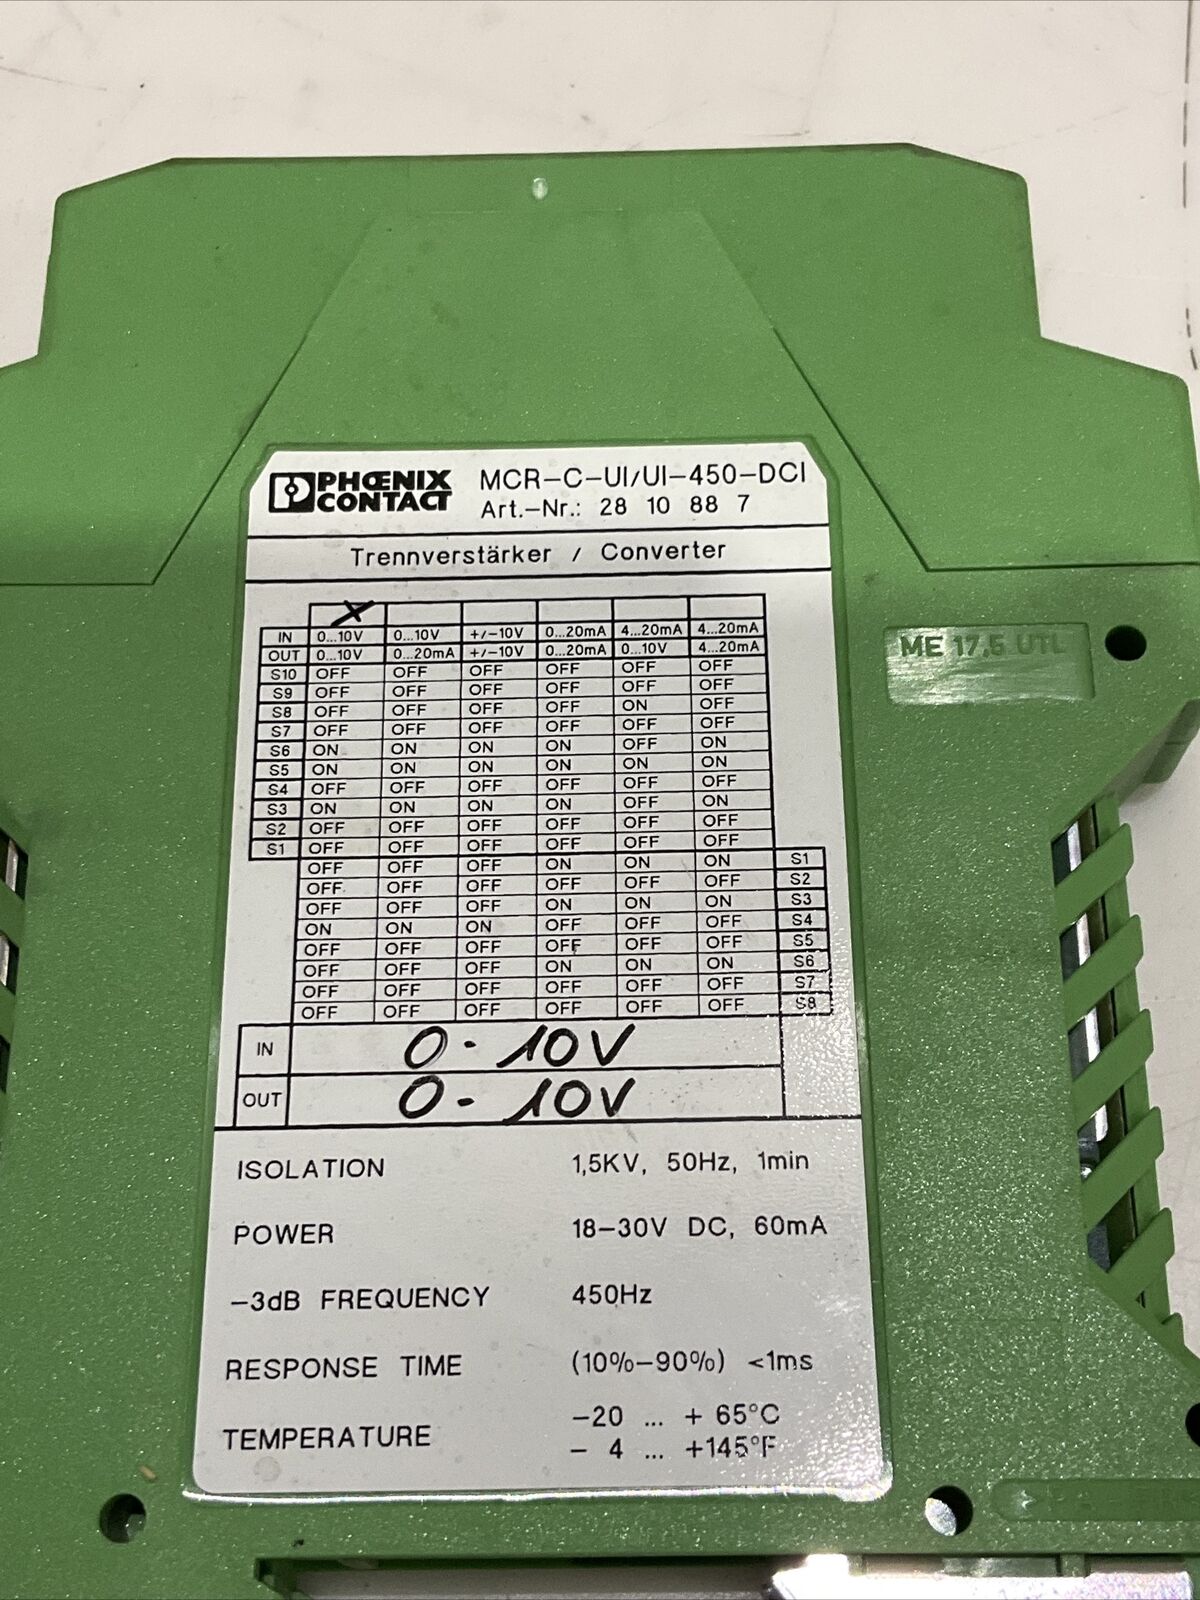 PHŒNIX CONTACT
MCR-C-UI/UI-450-DCI
Art.-Nr.: 28 10 88 7
Trennverstärker / Converter
X
IN 0...10V 0...10V +/-10V 0...20mA 4...20mA 4...20mA
OUT 0...10V 0...20mA +/-10V 0...20mA 0...10V 4...20mA
S10 OFF OFF OFF OFF OFF OFF
S9 OFF OFF OFF OFF OFF OFF
S8 OFF OFF OFF OFF ON OFF
S7 OFF OFF OFF OFF OFF OFF
S6 ON ON ON ON OFF ON
S5 ON ON ON ON ON ON
S4 OFF OFF OFF OFF OFF OFF
S3 ON ON ON ON OFF ON
S2 OFF OFF OFF OFF OFF OFF
S1 OFF OFF OFF OFF OFF OFF
OFF OFF OFF ON ON ON S1
OFF OFF OFF OFF OFF OFF S2
OFF OFF OFF ON ON ON S3
ON ON ON OFF OFF OFF S4
OFF OFF OFF OFF OFF OFF S5
OFF OFF OFF ON ON ON S6
OFF OFF OFF OFF OFF OFF S7
OFF OFF OFF OFF OFF OFF S8
IN 0 - 10V
OUT 0 - 10V
ISOLATION 1,5KV, 50Hz, 1min
POWER 18-30V DC, 60mA
-3dB FREQUENCY 450Hz
RESPONSE TIME (10%-90%) <1ms
TEMPERATURE -20 ... + 65°C
- 4 ... +145°F
ME 17,5 UTL